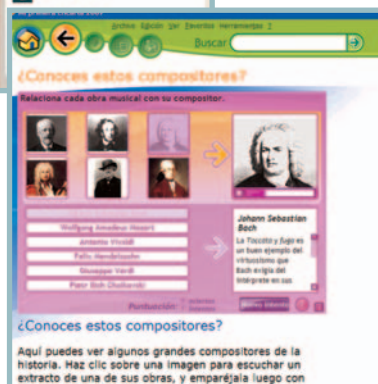 Archivo Edición Ver Favoritos Herramientas ?
Buscar
¿Conoces estos compositores?
Relaciona cada obra musical con su compositor.
Wolfgang Amadeus Mozart
Antonio Vivaldi
Felix Mendelssohn
Giuseppe Verdi
Piotr Ilich Chaikovski
Johann Sebastian
Bach
La Toccata y fuga es
un buen ejemplo del
virtuosismo que
Bach exigía del
intérprete en sus
Puntuación:
¿Conoces estos compositores?
Aquí puedes ver algunos grandes compositores de la
historia. Haz clic sobre una imagen para escuchar un
extracto de una de sus obras, y emparéjala luego con